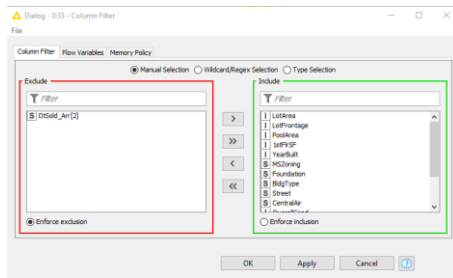 Dialog - 0:33 - Column Filter
File
Column Filter Flow Variables Memory Policy
Manual Selection Wildcard/Regex Selection Type Selection
Exclude
Filter
S DtSold_Arr[2]
Enforce exclusion
>
>>
<
<<
Include
Filter
I LotArea
I LotFrontage
I PoolArea
I 1stFlrSF
I YearBuilt
S MSZoning
S Foundation
S BldgType
S Street
S CentralAir
Enforce inclusion
OK Apply Cancel ?